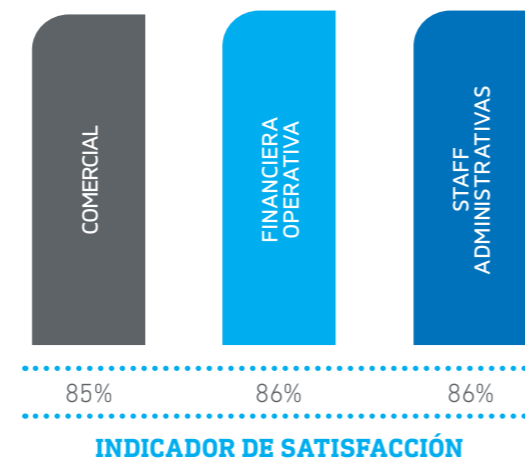 COMERCIAL
FINANCIERA
OPERATIVA
STAFF
ADMINISTRATIVAS
85% 86% 86%
INDICADOR DE SATISFACCIÓN